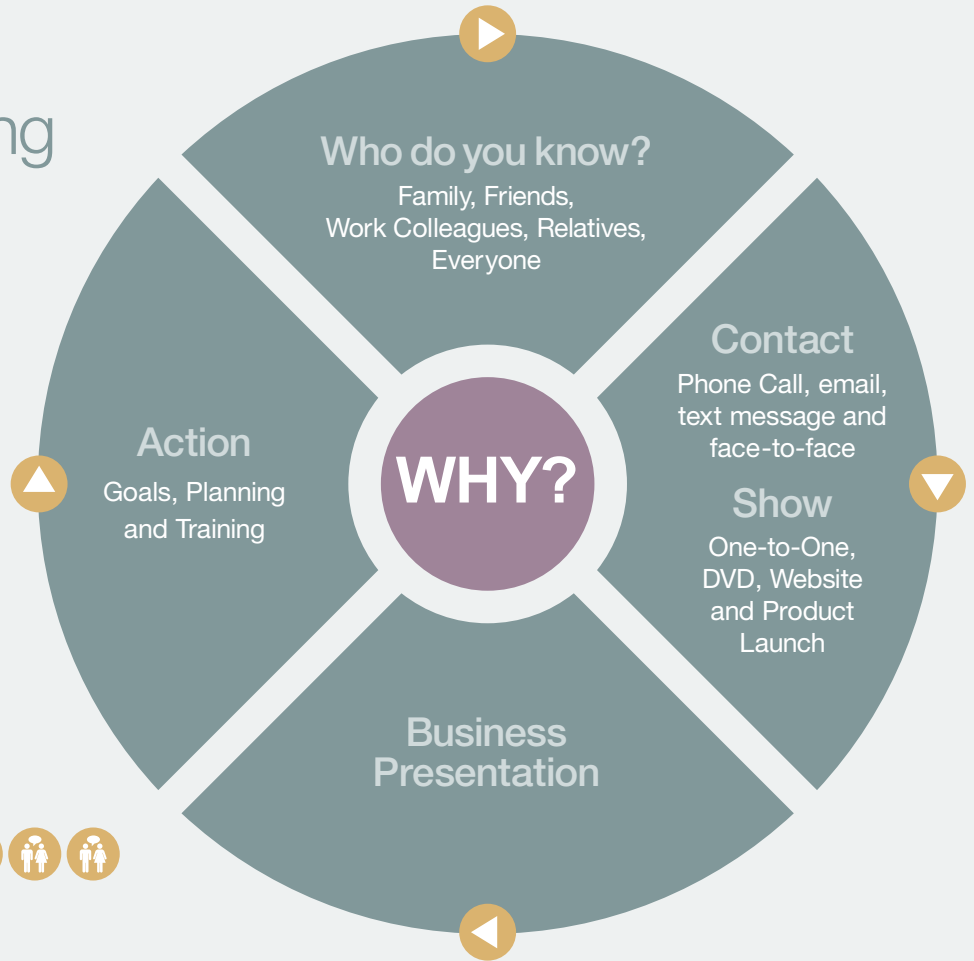 Who do you know?
Family, Friends,
Work Colleagues, Relatives,
Everyone
Contact
Phone Call, email,
text message and
face-to-face
Show
One-to-One,
DVD, Website
and Product
Launch
Business
Presentation
Action
Goals, Planning
and Training
WHY?